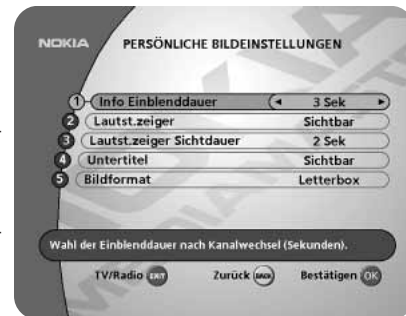 NOKIA PERSÖNLICHE BILDEINSTELLUNGEN
1 Info Einblenddauer 3 Sek
2 Lautst.zeiger Sichtbar
3 Lautst.zeiger Sichtdauer 2 Sek
4 Untertitel Sichtbar
5 Bildformat Letterbox
Wahl der Einblenddauer nach Kanalwechsel (Sekunden).
TV/Radio EXIT Zurück BACK Bestätigen OK